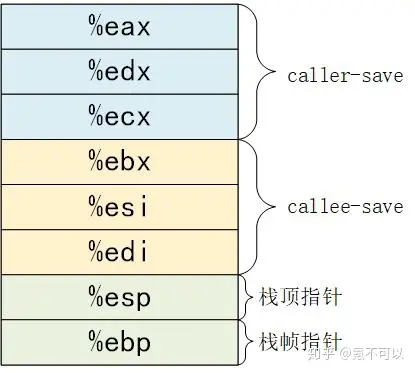 %eax
%edx
%ecx
caller-save
%ebx
%esi
%edi
callee-save
%esp
栈顶指针
%ebp
栈帧指针
知乎 @氪不可以